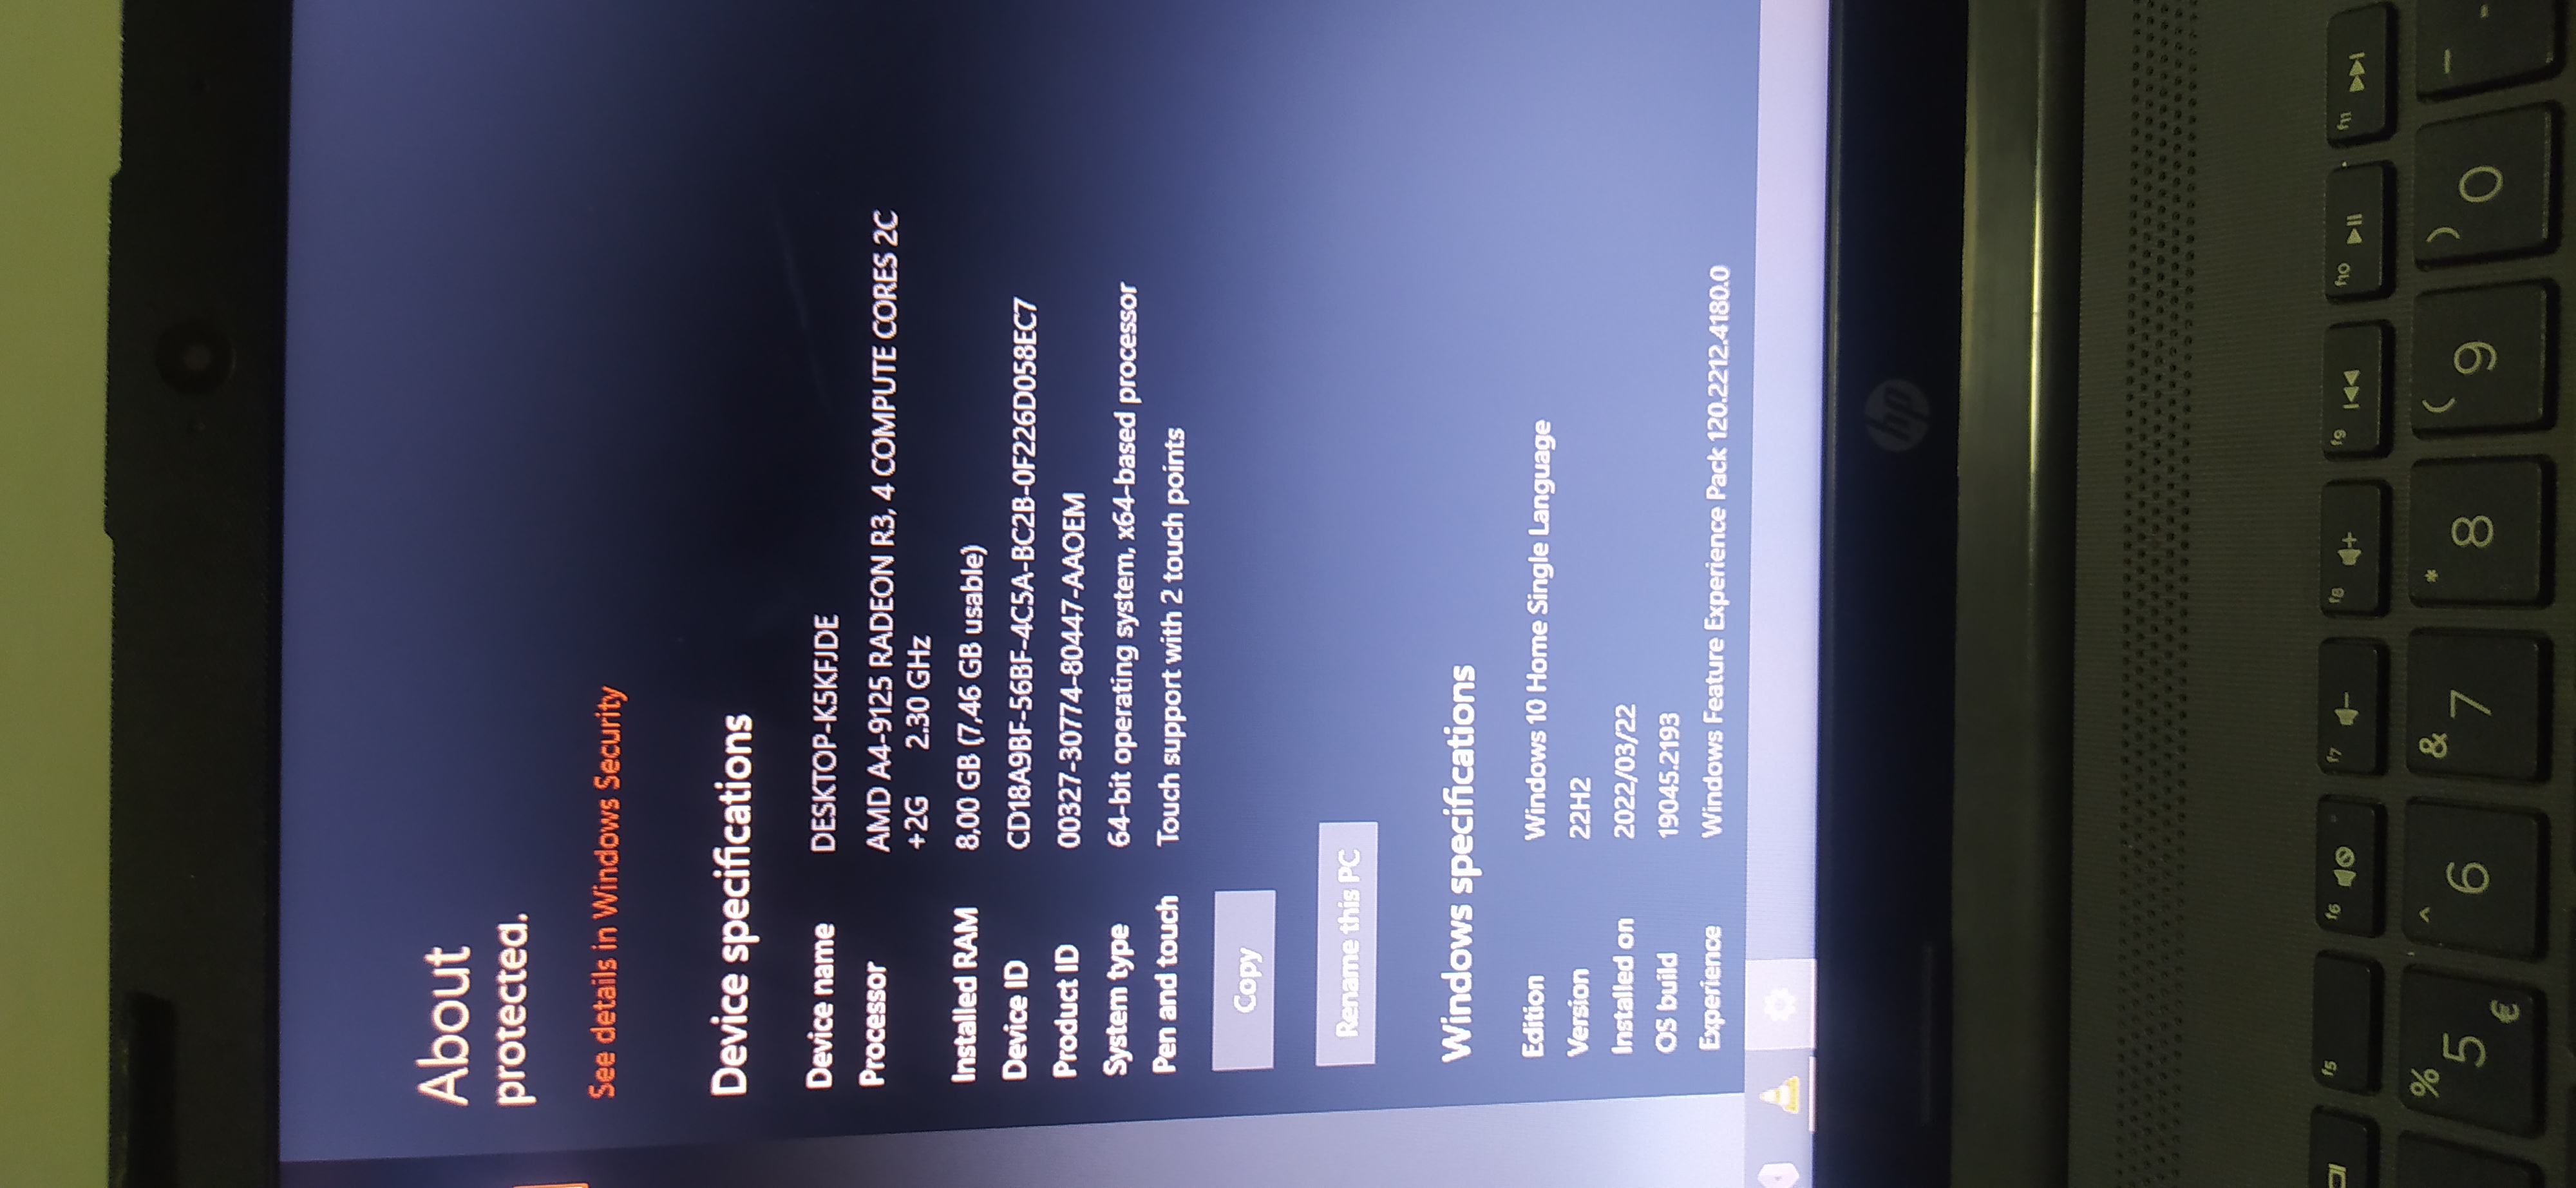 About
protected.
See details in Windows Security
Device specifications
Device name DESKTOP-K5KFJDE
Processor AMD A4-9125 RADEON R3, 4 COMPUTE CORES 2C
+2G 2.30 GHz
Installed RAM 8,00 GB (7,46 GB usable)
Device ID CD18A9BF-56BF-4C5A-BC2B-0F226D058EC7
Product ID 00327-30774-80447-AAOEM
System type 64-bit operating system, x64-based processor
Pen and touch Touch support with 2 touch points
Copy
Rename this PC
Windows specifications
Edition Windows 10 Home Single Language
Version 22H2
Installed on 2022/03/22
OS build 19045.2193
Experience Windows Feature Experience Pack 120.2212.4180.0
hp
f5 f6 f7 f8 f9 f10 f11
% ^ & * ( ) _
5 6 7 8 9 0 -
€